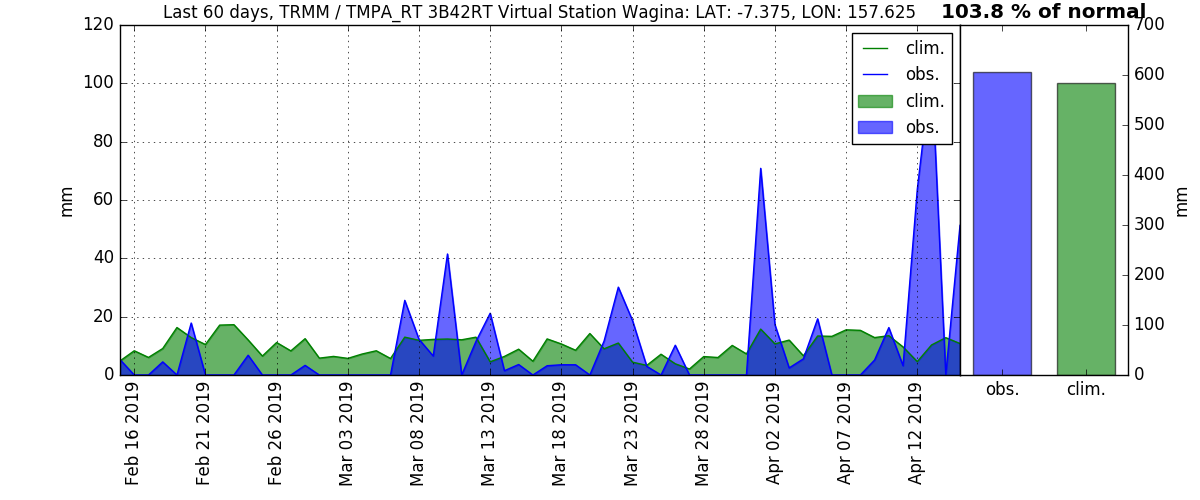 Last 60 days, TRMM / TMPA_RT 3B42RT Virtual Station Wagina: LAT: -7.375, LON: 157.625
103.8 % of normal
120
100
80
60
40
20
0
mm
clim.
obs.
clim.
obs.
Feb 16 2019
Feb 21 2019
Feb 26 2019
Mar 03 2019
Mar 08 2019
Mar 13 2019
Mar 18 2019
Mar 23 2019
Mar 28 2019
Apr 02 2019
Apr 07 2019
Apr 12 2019
700
600
500
400
300
200
100
0
mm
obs.
clim.